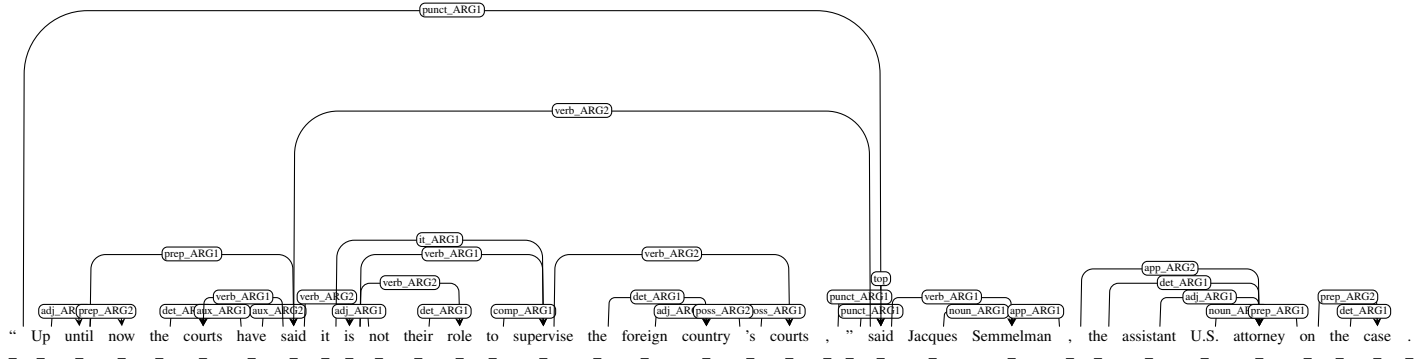 punct_ARG1
verb_ARG2
it_ARG1
prep_ARG1 verb_ARG1 verb_ARG2
app_ARG2
top
verb_ARG2 det_ARG1
verb_ARG1 verb_ARG2 det_ARG1 punct_ARG1 verb_ARG1 adj_ARG1 prep_ARG2
prep_ARG2 aux_ARG1 aux_ARG2 adj_ARG1 det_ARG1 comp_ARG1 poss_ARG2 punct_ARG1 noun_ARG1 app_ARG1 prep_ARG1 det_ARG1
“ Up until now the courts have said it is not their role to supervise the foreign country 's courts , ” said Jacques Semmelman , the assistant U.S. attorney on the case .